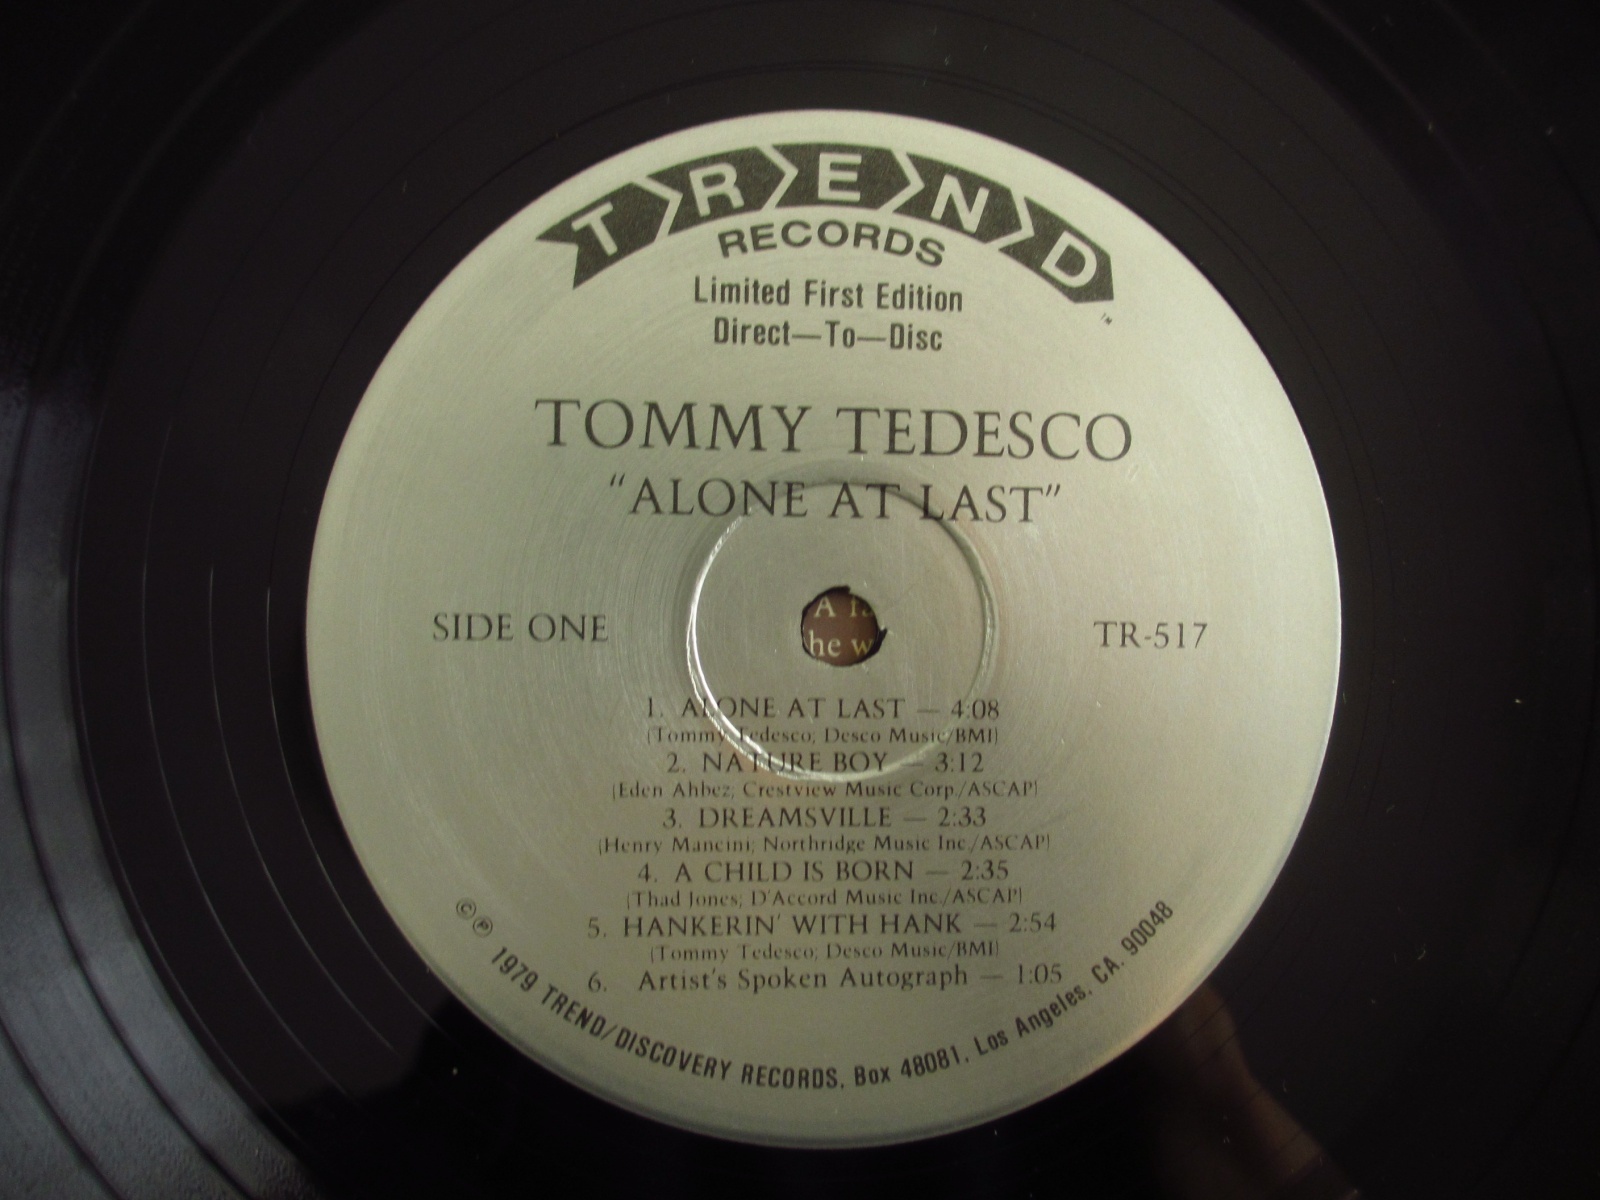 TREND
RECORDS
™
Limited First Edition
Direct—To—Disc
TOMMY TEDESCO
"ALONE AT LAST"
SIDE ONE
TR-517
A
he w
1. ALONE AT LAST — 4:08
(Tommy Tedesco; Desco Music/BMI)
2. NATURE BOY — 3:12
(Eden Ahbez; Crestview Music Corp./ASCAP)
3. DREAMSVILLE — 2:33
(Henry Mancini; Northridge Music Inc./ASCAP)
4. A CHILD IS BORN — 2:35
(Thad Jones; D'Accord Music Inc./ASCAP)
5. HANKERIN' WITH HANK — 2:54
(Tommy Tedesco; Desco Music/BMI)
6. Artist's Spoken Autograph — 1:05
©℗ 1979 TREND/DISCOVERY RECORDS, Box 48081, Los Angeles, CA. 90048